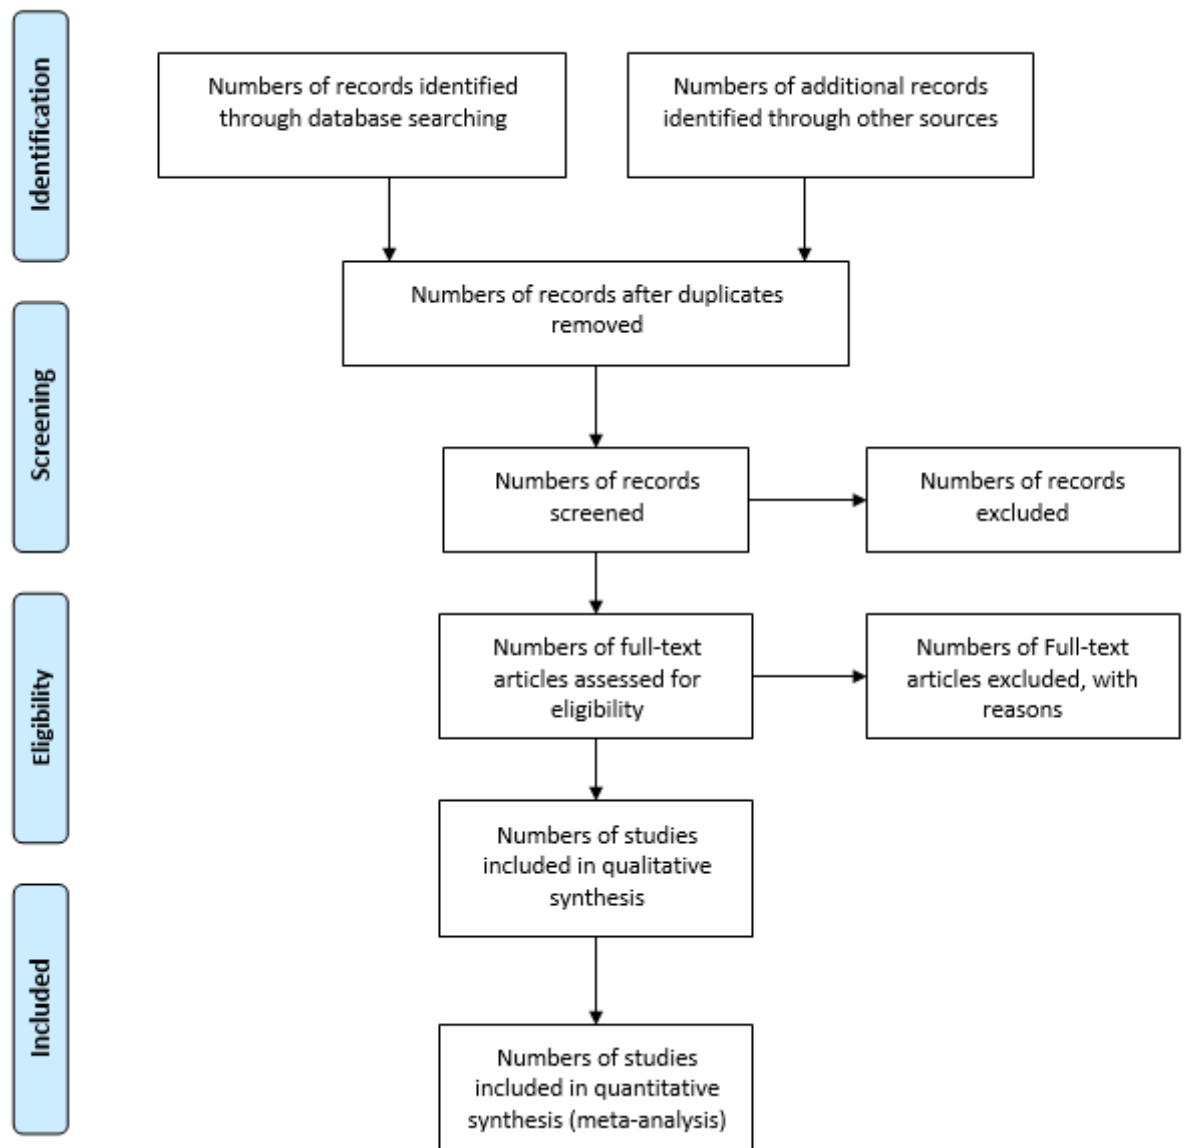 Identification
Numbers of records identified
through database searching
Numbers of additional records
identified through other sources
Numbers of records after duplicates
removed
Screening
Numbers of records
screened
Numbers of records
excluded
Eligibility
Numbers of full-text
articles assessed for
eligibility
Numbers of Full-text
articles excluded, with
reasons
Numbers of studies
included in qualitative
synthesis
Included
Numbers of studies
included in quantitative
synthesis (meta-analysis)